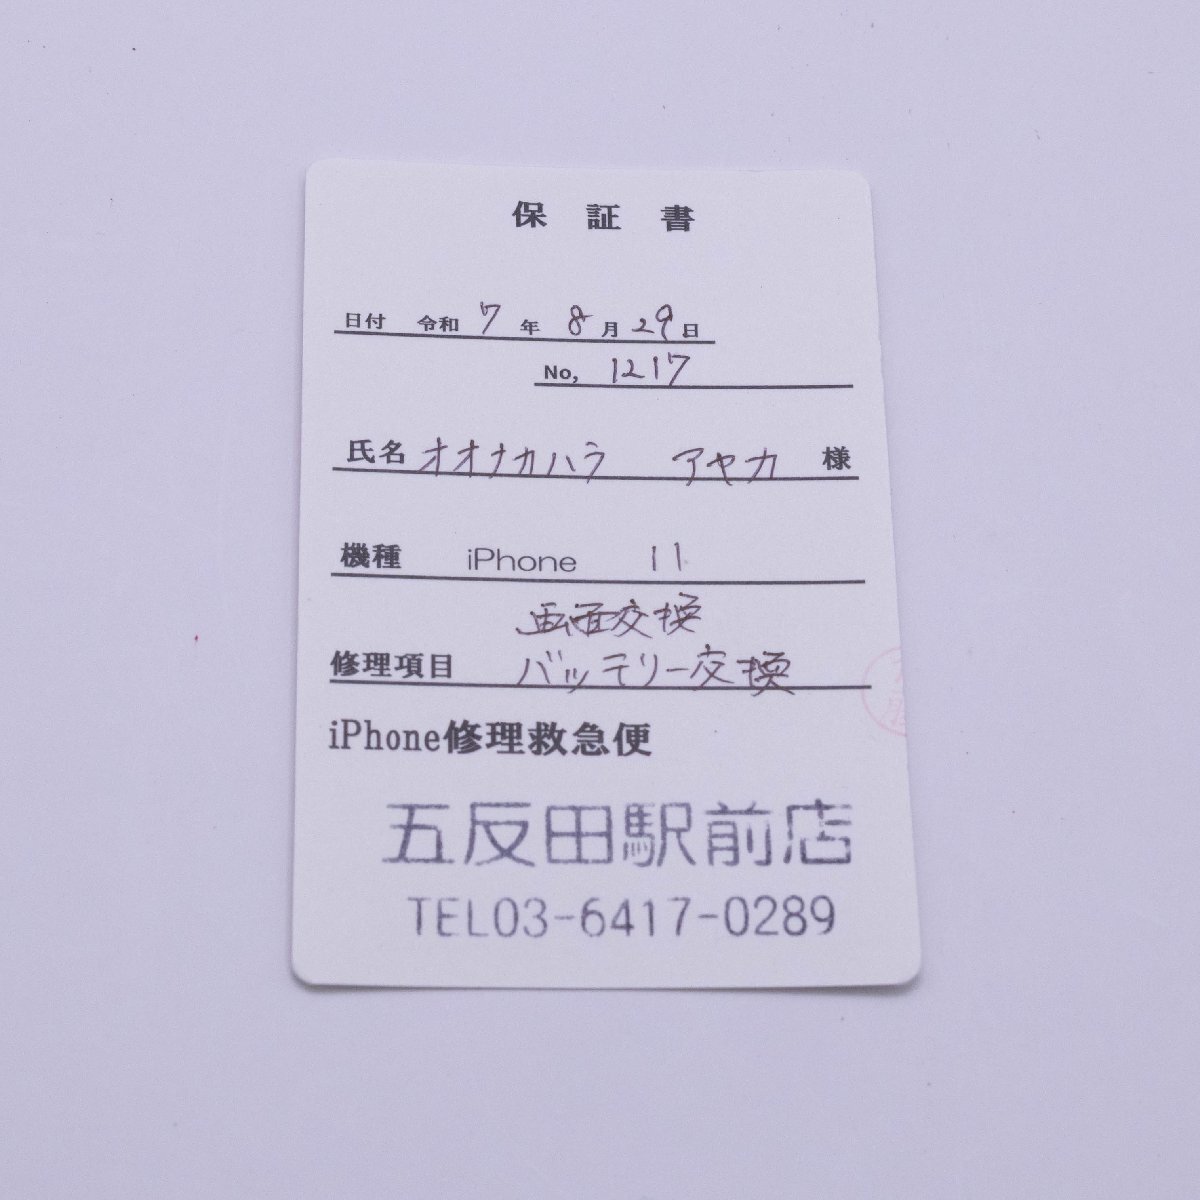 保証書
日付 令和 7 年 8 月 29 日
No, 1217
氏名 オオナカハラ アヤカ 様
機種 iPhone 11
画面交換
修理項目 バッテリー交換
iPhone修理救急便
五反田駅前店
TEL03-6417-0289